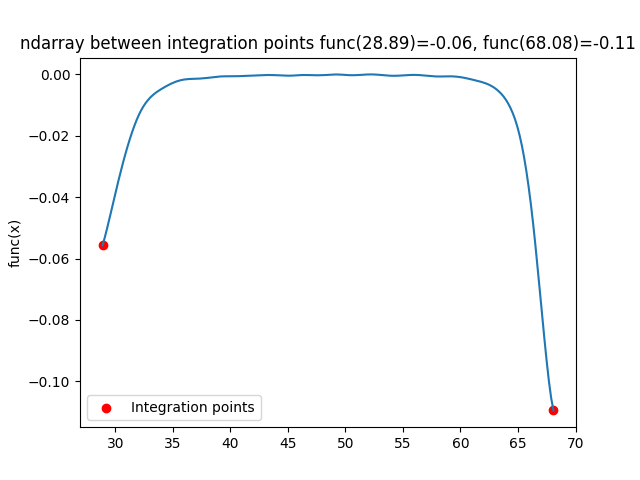 ndarray between integration points func(28.89)=-0.06, func(68.08)=-0.11
0.00
−0.02
−0.04
−0.06
−0.08
−0.10
func(x)
Integration points
30 35 40 45 50 55 60 65 70